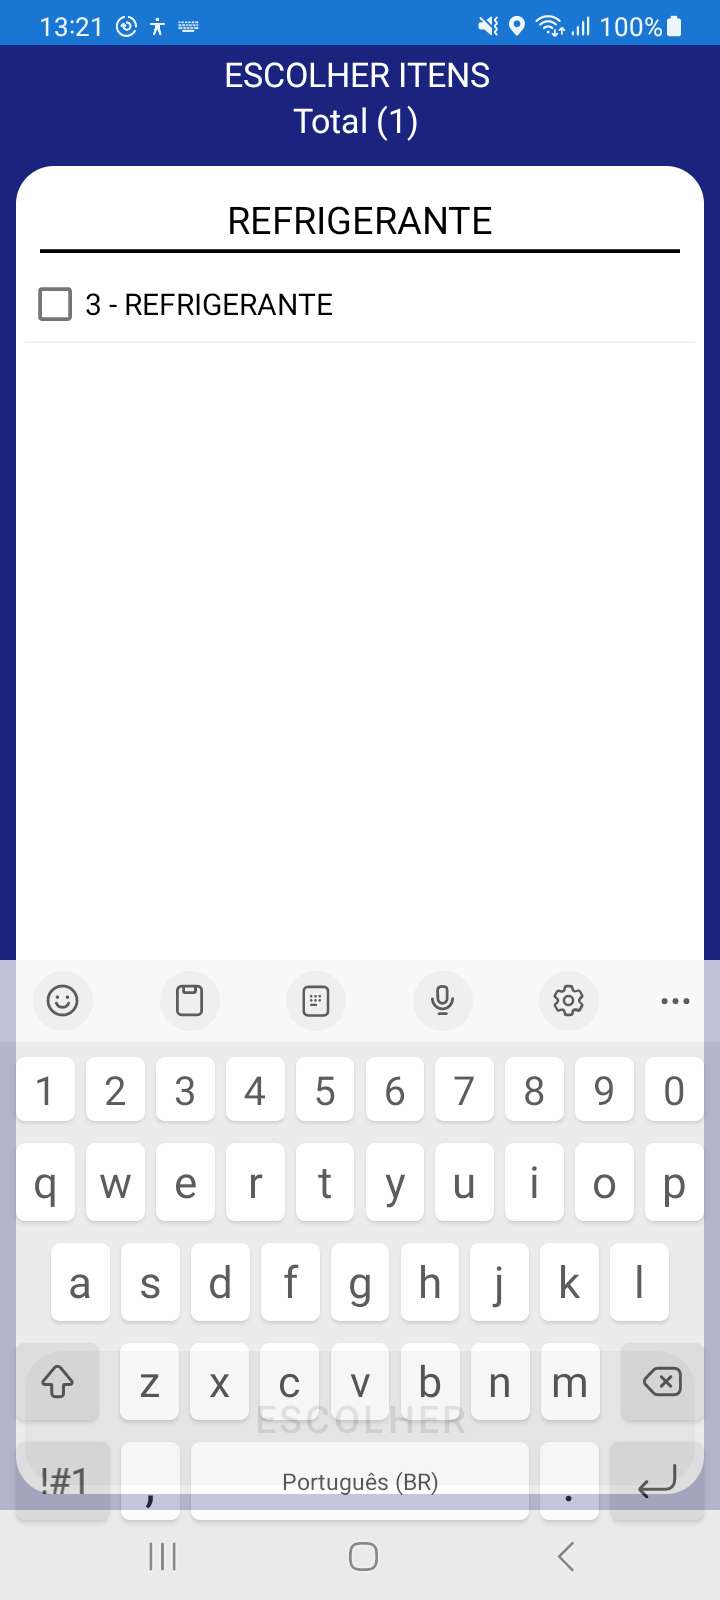 13:21 100%
ESCOLHER ITENS
Total (1)
REFRIGERANTE
3 - REFRIGERANTE
1 2 3 4 5 6 7 8 9 0
q w e r t y u i o p
a s d f g h j k l
z x c v b n m
ESCOLHER
!#1 , Português (BR) .